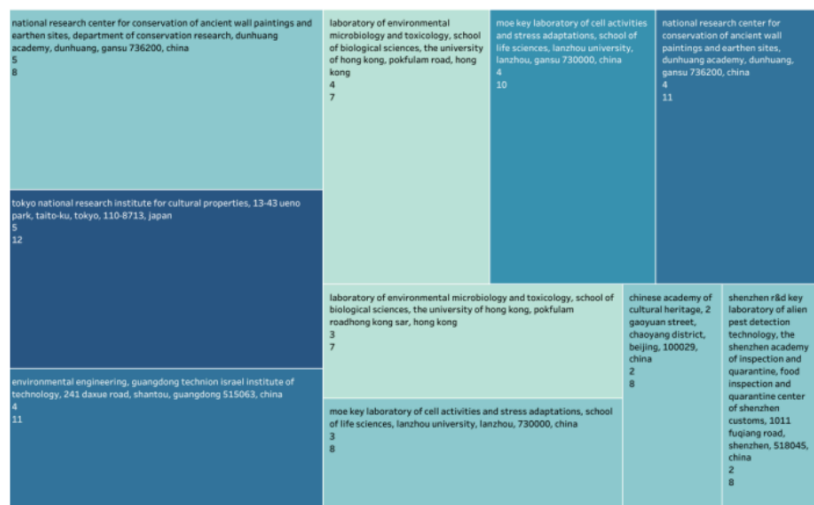 national research center for conservation of ancient wall paintings and
earthen sites, department of conservation research, dunhuang
academy, dunhuang, gansu 736200, china
5
8
tokyo national research institute for cultural properties, 13-43 ueno
park, taito-ku, tokyo, 110-8713, japan
5
12
environmental engineering, guangdong technion israel institute of
technology, 241 daxue road, shantou, guangdong 515063, china
4
11
laboratory of environmental
microbiology and toxicology, school
of biological sciences, the university
of hong kong, pokfulam road, hong
kong
4
7
moe key laboratory of cell activities
and stress adaptations, school of
life sciences, lanzhou university,
lanzhou, gansu 730000, china
4
10
national research center for
conservation of ancient wall
paintings and earthen sites,
dunhuang academy, dunhuang,
gansu 736200, china
4
11
laboratory of environmental microbiology and toxicology, school of
biological sciences, the university of hong kong, pokfulam
roadhong kong sar, hong kong
3
7
moe key laboratory of cell activities and stress adaptations, school
of life sciences, lanzhou university, lanzhou, 730000, china
3
8
chinese academy of
cultural heritage, 2
gaoyuan street,
chaoyang district,
beijing, 100029,
china
2
8
shenzhen r&d key
laboratory of alien
pest detection
technology, the
shenzhen academy
of inspection and
quarantine, food
inspection and
quarantine center
of shenzhen
customs, 1011
fuqiang road,
shenzhen, 518045,
china
2
8